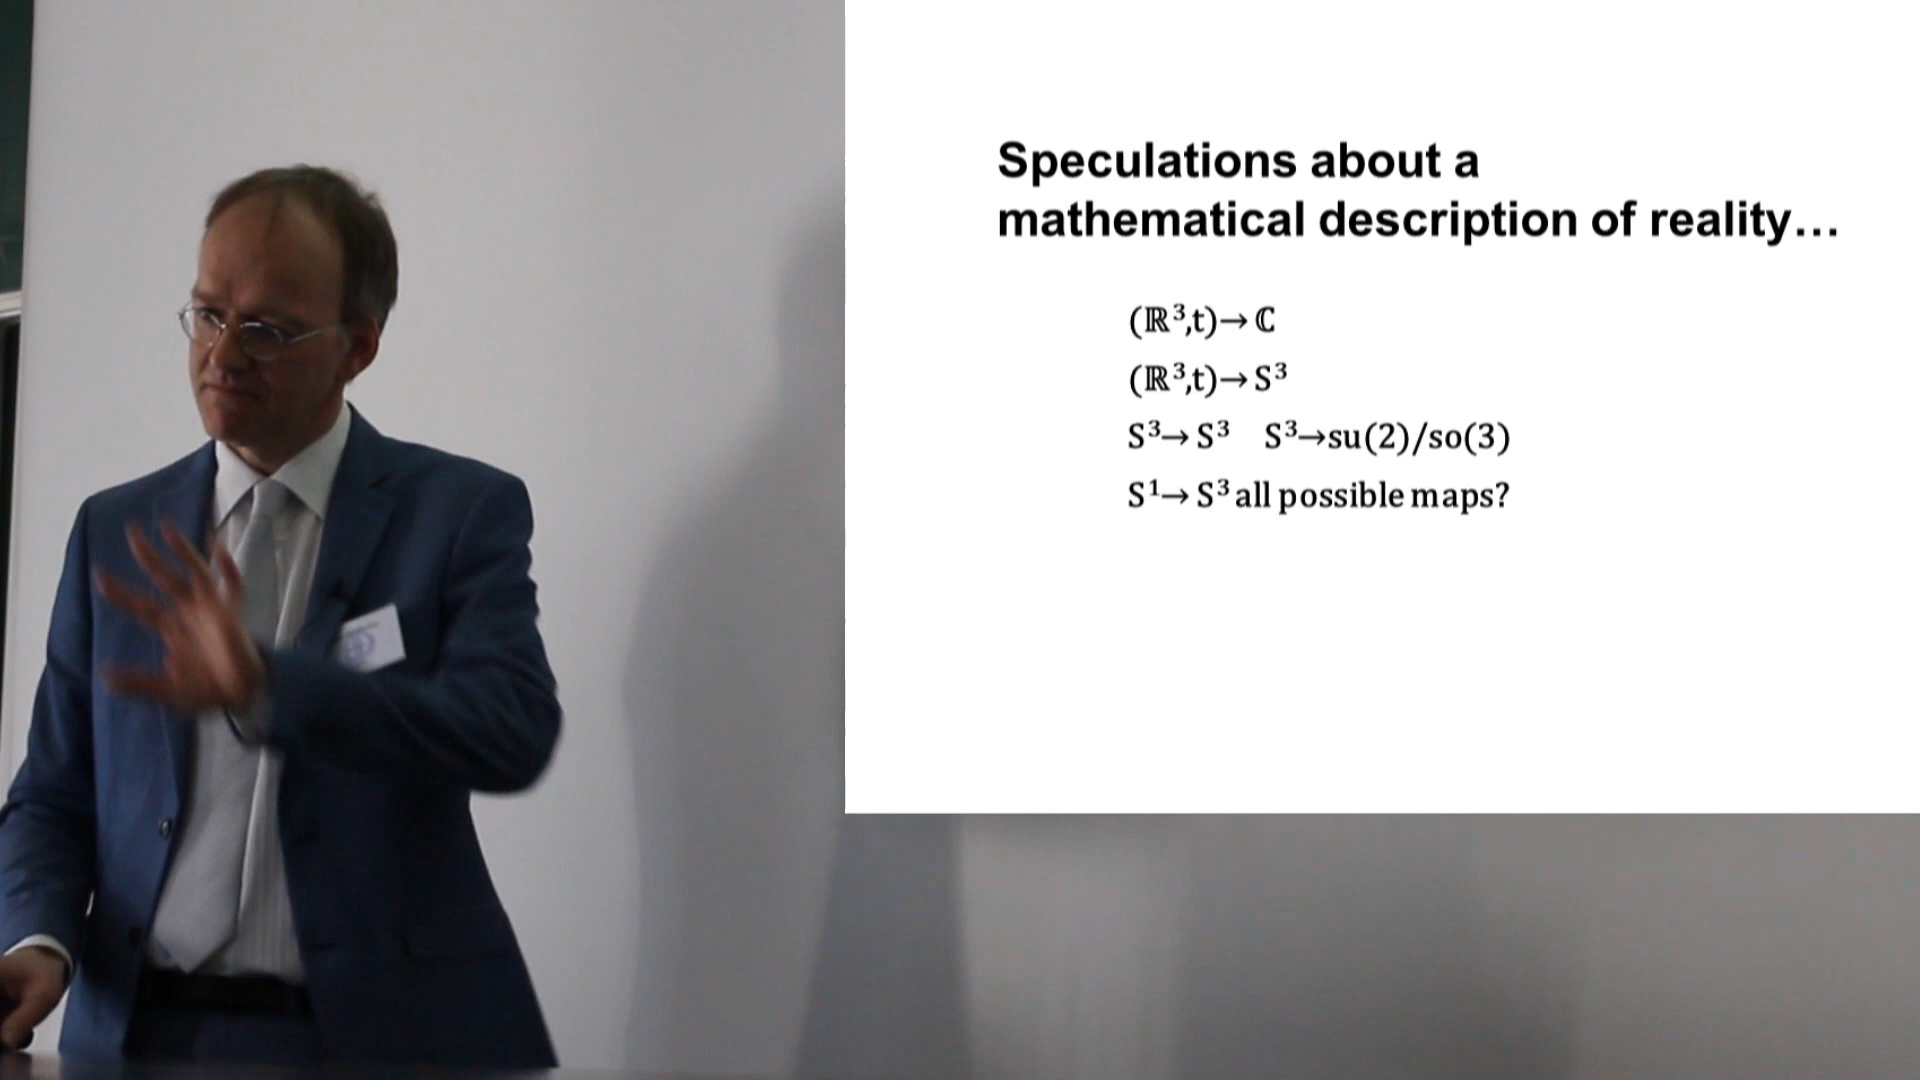 Speculations about a
mathematical description of reality…
(ℝ³,t)→ ℂ
(ℝ³,t)→ S³
S³→ S³ S³→su(2)/so(3)
S¹→ S³ all possible maps?